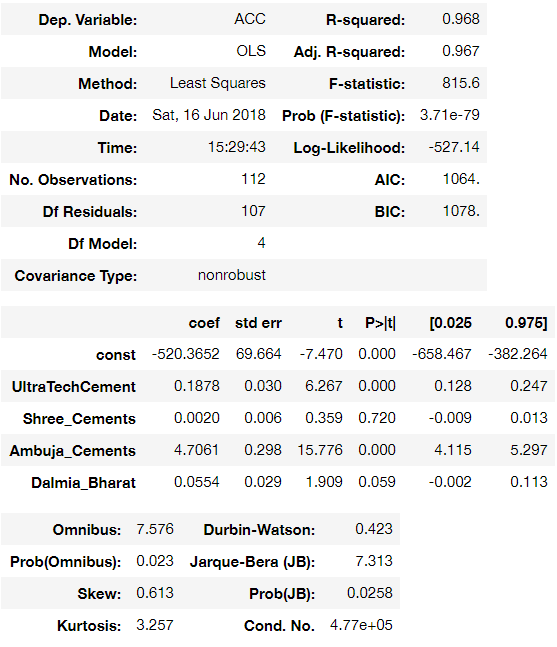 Dep. Variable: ACC R-squared: 0.968
Model: OLS Adj. R-squared: 0.967
Method: Least Squares F-statistic: 815.6
Date: Sat, 16 Jun 2018 Prob (F-statistic): 3.71e-79
Time: 15:29:43 Log-Likelihood: -527.14
No. Observations: 112 AIC: 1064.
Df Residuals: 107 BIC: 1078.
Df Model: 4
Covariance Type: nonrobust
coef std err t P>|t| [0.025 0.975]
const -520.3652 69.664 -7.470 0.000 -658.467 -382.264
UltraTechCement 0.1878 0.030 6.267 0.000 0.128 0.247
Shree_Cements 0.0020 0.006 0.359 0.720 -0.009 0.013
Ambuja_Cements 4.7061 0.298 15.776 0.000 4.115 5.297
Dalmia_Bharat 0.0554 0.029 1.909 0.059 -0.002 0.113
Omnibus: 7.576 Durbin-Watson: 0.423
Prob(Omnibus): 0.023 Jarque-Bera (JB): 7.313
Skew: 0.613 Prob(JB): 0.0258
Kurtosis: 3.257 Cond. No. 4.77e+05